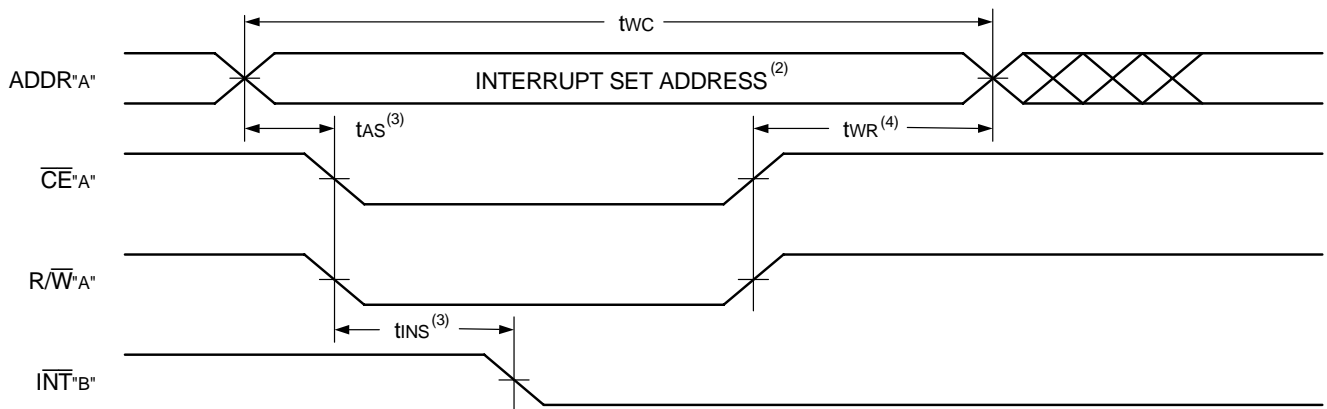 tWC
ADDR"A"
INTERRUPT SET ADDRESS(2)
tAS(3)
tWR(4)
CE"A"
R/W"A"
tINS(3)
INT"B"